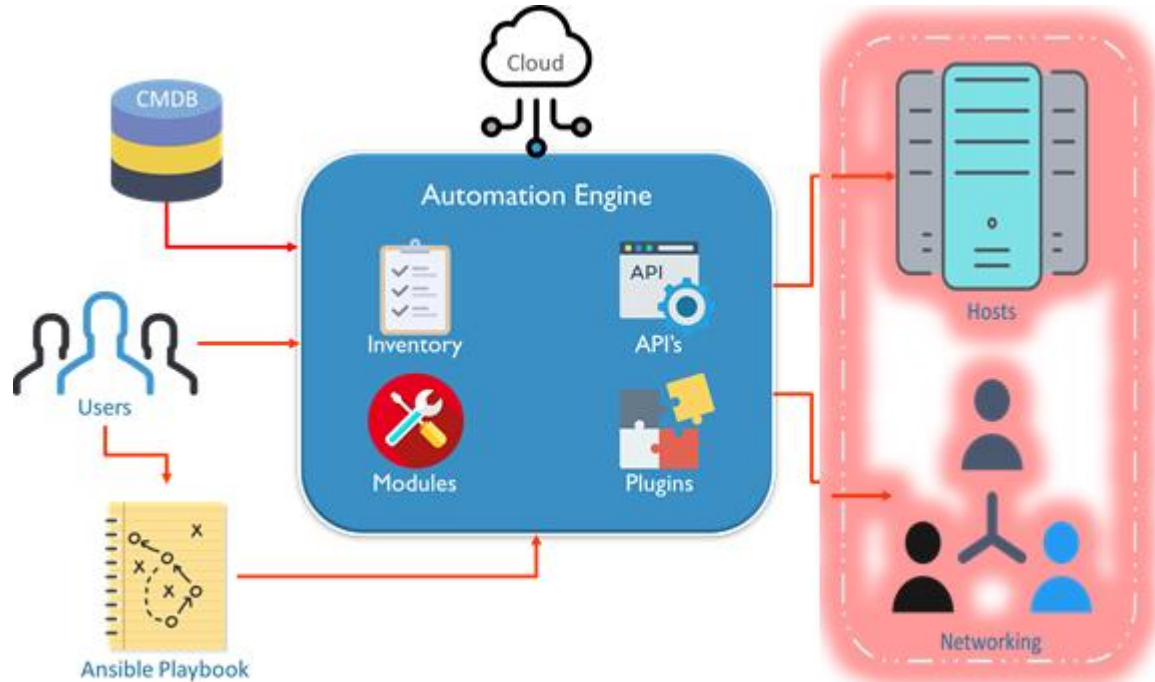 Cloud
CMDB
Automation Engine
API
Inventory
API's
Hosts
Users
Modules
Plugins
X
X
X
Networking
Ansible Playbook